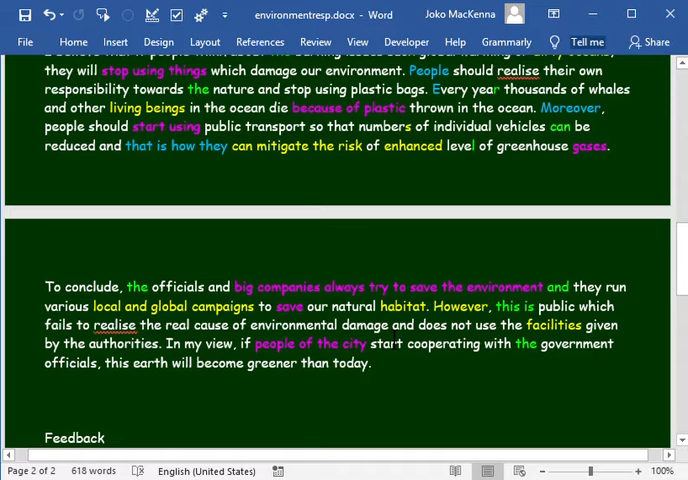 environmentresp.docx - Word
Joko MacKenna
File Insert Design Layout References Review View Developer Help Grammarly Tell me Share
they will stop using things which damage our environment. People should realise their own
responsibility towards the nature and stop using plastic bags. Every year thousands of whales
and other living beings in the ocean die because of plastic thrown in the ocean. Moreover,
people should start using public transport so that numbers of individual vehicles can be
reduced and that is how they can mitigate the risk of enhanced level of greenhouse gases.
To conclude, the officials and big companies always try to save the environment and they run
various local and global campaigns to save our natural habitat. However, this is public which
fails to realise the real cause of environmental damage and does not use the facilities given
by the authorities. In my view, if people of the city start cooperating with the government
officials, this earth will become greener than today.
Feedback
Page 2 of 2 618 words English (United States) 100%